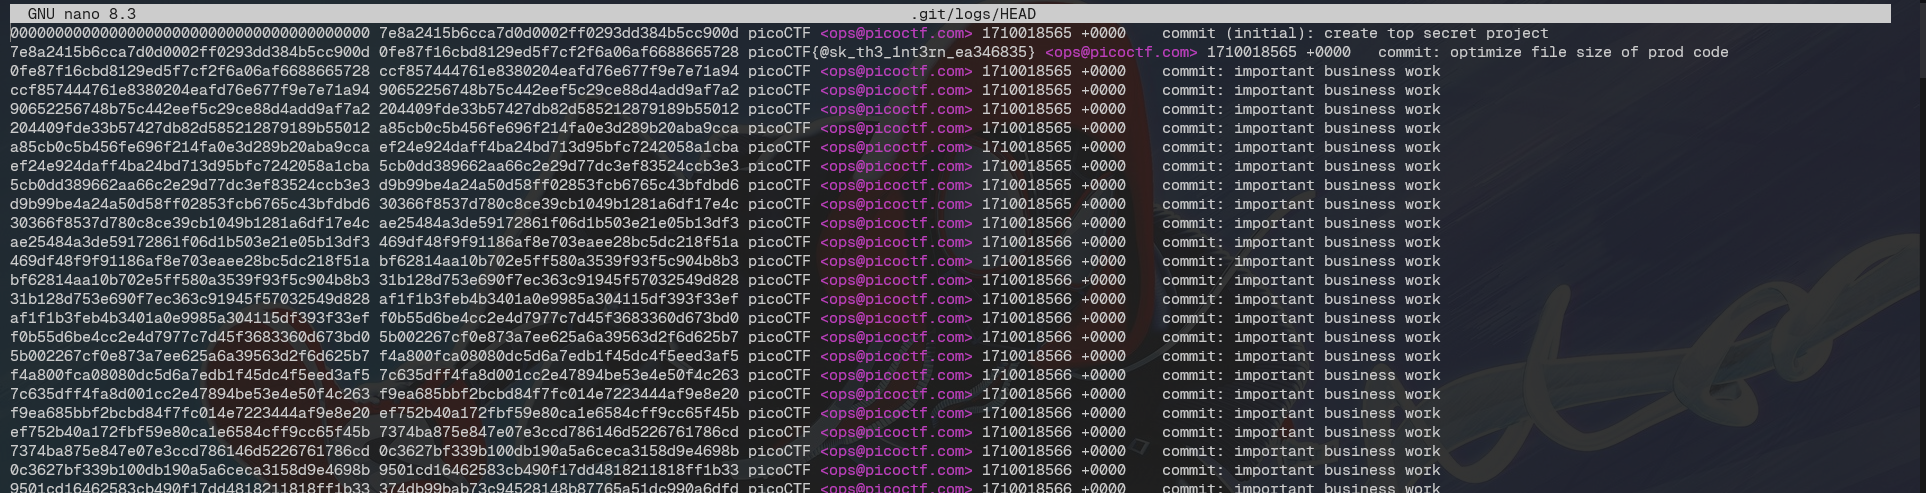 GNU nano 8.3 .git/logs/HEAD
0000000000000000000000000000000000000000 7e8a2415b6cca7d0d0002ff0293dd384b5cc900d picoCTF <ops@picoctf.com> 1710018565 +0000 commit (initial): create top secret project
7e8a2415b6cca7d0d0002ff0293dd384b5cc900d 0fe87f16cbd8129ed5f7cf2f6a06af6688665728 picoCTF{@sk_th3_1nt3rn_ea346835} <ops@picoctf.com> 1710018565 +0000 commit: optimize file size of prod code
0fe87f16cbd8129ed5f7cf2f6a06af6688665728 ccf857444761e8380204eafd76e677f9e7e71a94 picoCTF <ops@picoctf.com> 1710018565 +0000 commit: important business work
ccf857444761e8380204eafd76e677f9e7e71a94 90652256748b75c442eef5c29ce88d4add9af7a2 picoCTF <ops@picoctf.com> 1710018565 +0000 commit: important business work
90652256748b75c442eef5c29ce88d4add9af7a2 204409fde33b57427db82d585212879189b55012 picoCTF <ops@picoctf.com> 1710018565 +0000 commit: important business work
204409fde33b57427db82d585212879189b55012 a85cb0c5b456fe696f214fa0e3d289b20aba9cca picoCTF <ops@picoctf.com> 1710018565 +0000 commit: important business work
a85cb0c5b456fe696f214fa0e3d289b20aba9cca ef24e924daff4ba24bd713d95bfc7242058a1cba picoCTF <ops@picoctf.com> 1710018565 +0000 commit: important business work
ef24e924daff4ba24bd713d95bfc7242058a1cba 5cb0dd389662aa66c2e29d77dc3ef83524ccb3e3 picoCTF <ops@picoctf.com> 1710018565 +0000 commit: important business work
5cb0dd389662aa66c2e29d77dc3ef83524ccb3e3 d9b99be4a24a50d58ff02853fcb6765c43bfdbd6 picoCTF <ops@picoctf.com> 1710018565 +0000 commit: important business work
d9b99be4a24a50d58ff02853fcb6765c43bfdbd6 30366f8537d780c8ce39cb1049b1281a6df17e4c picoCTF <ops@picoctf.com> 1710018565 +0000 commit: important business work
30366f8537d780c8ce39cb1049b1281a6df17e4c ae25484a3de59172861f06d1b503e21e05b13df3 picoCTF <ops@picoctf.com> 1710018566 +0000 commit: important business work
ae25484a3de59172861f06d1b503e21e05b13df3 469df48f9f91186af8e703eaee28bc5dc218f51a picoCTF <ops@picoctf.com> 1710018566 +0000 commit: important business work
469df48f9f91186af8e703eaee28bc5dc218f51a bf62814aa10b702e5ff580a3539f93f5c904b8b3 picoCTF <ops@picoctf.com> 1710018566 +0000 commit: important business work
bf62814aa10b702e5ff580a3539f93f5c904b8b3 31b128d753e690f7ec363c91945f57032549d828 picoCTF <ops@picoctf.com> 1710018566 +0000 commit: important business work
31b128d753e690f7ec363c91945f57032549d828 af1f1b3feb4b3401a0e9985a304115df393f33ef picoCTF <ops@picoctf.com> 1710018566 +0000 commit: important business work
af1f1b3feb4b3401a0e9985a304115df393f33ef f0b55d6be4cc2e4d7977c7d45f3683360d673bd0 picoCTF <ops@picoctf.com> 1710018566 +0000 commit: important business work
f0b55d6be4cc2e4d7977c7d45f3683360d673bd0 5b002267cf0e873a7ee625a6a39563d2f6d625b7 picoCTF <ops@picoctf.com> 1710018566 +0000 commit: important business work
5b002267cf0e873a7ee625a6a39563d2f6d625b7 f4a800fca08080dc5d6a7edb1f45dc4f5eed3af5 picoCTF <ops@picoctf.com> 1710018566 +0000 commit: important business work
f4a800fca08080dc5d6a7edb1f45dc4f5eed3af5 7c635dff4fa8d001cc2e47894be53e4e50f4c263 picoCTF <ops@picoctf.com> 1710018566 +0000 commit: important business work
7c635dff4fa8d001cc2e47894be53e4e50f4c263 f9ea685bbf2bcbd84f7fc014e7223444af9e8e20 picoCTF <ops@picoctf.com> 1710018566 +0000 commit: important business work
f9ea685bbf2bcbd84f7fc014e7223444af9e8e20 ef752b40a172fbf59e80ca1e6584cff9cc65f45b picoCTF <ops@picoctf.com> 1710018566 +0000 commit: important business work
ef752b40a172fbf59e80ca1e6584cff9cc65f45b 7374ba875e847e07e3ccd786146d5226761786cd picoCTF <ops@picoctf.com> 1710018566 +0000 commit: important business work
7374ba875e847e07e3ccd786146d5226761786cd 0c3627bf339b100db190a5a6ceca3158d9e4698b picoCTF <ops@picoctf.com> 1710018566 +0000 commit: important business work
0c3627bf339b100db190a5a6ceca3158d9e4698b 9501cd16462583cb490f17dd4818211818ff1b33 picoCTF <ops@picoctf.com> 1710018566 +0000 commit: important business work
9501cd16462583cb490f17dd4818211818ff1b33 374db99bab73c94528148b87765a51dc990a6dfd picoCTF <ops@picoctf.com> 1710018566 +0000 commit: important business work